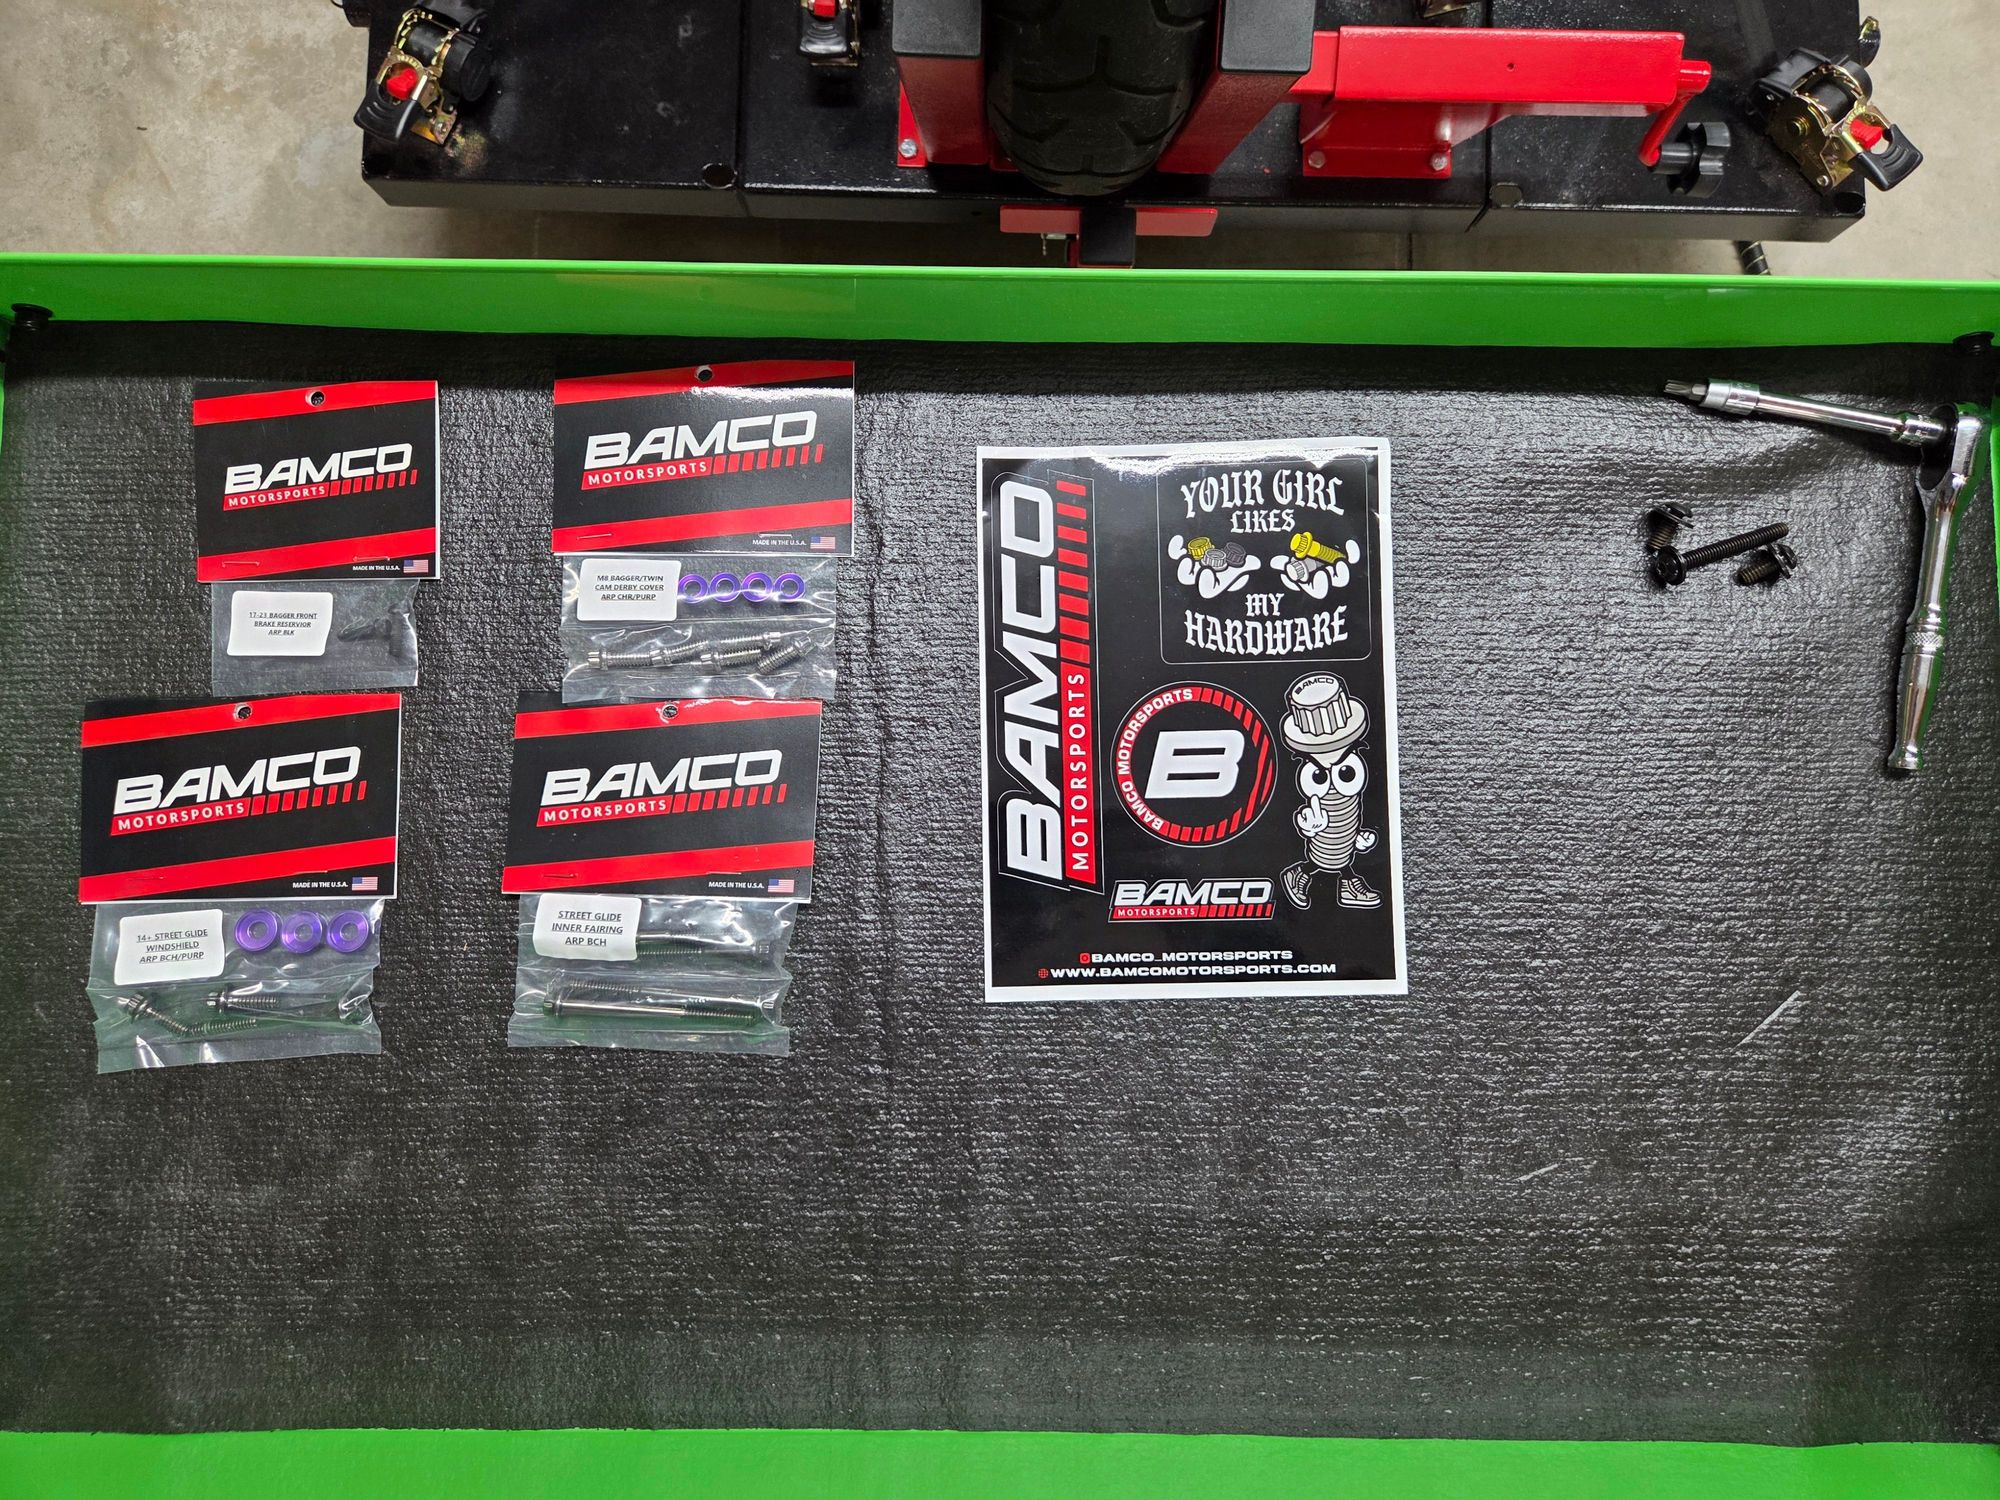 BAMCO
MOTORSPORTS
MADE IN THE U.S.A.
17-23 BAGGER FRONT
BRAKE RESERVIOR
ARP BLK
BAMCO
MOTORSPORTS
MADE IN THE U.S.A.
M8 BAGGER/TWIN
CAM DERBY COVER
ARP CHR/PURP
BAMCO
MOTORSPORTS
MADE IN THE U.S.A.
14+ STREET GLIDE
WINDSHIELD
ARP BCH/PURP
BAMCO
MOTORSPORTS
MADE IN THE U.S.A.
STREET GLIDE
INNER FAIRING
ARP BCH
BAMCO
MOTORSPORTS
YOUR GIRL
LIKES
MY
HARDWARE
BAMCO MOTORSPORTS
BAMCO MOTORSPORTS
B
BAMCO
BAMCO
MOTORSPORTS
BAMCO_MOTORSPORTS
WWW.BAMCOMOTORSPORTS.COM